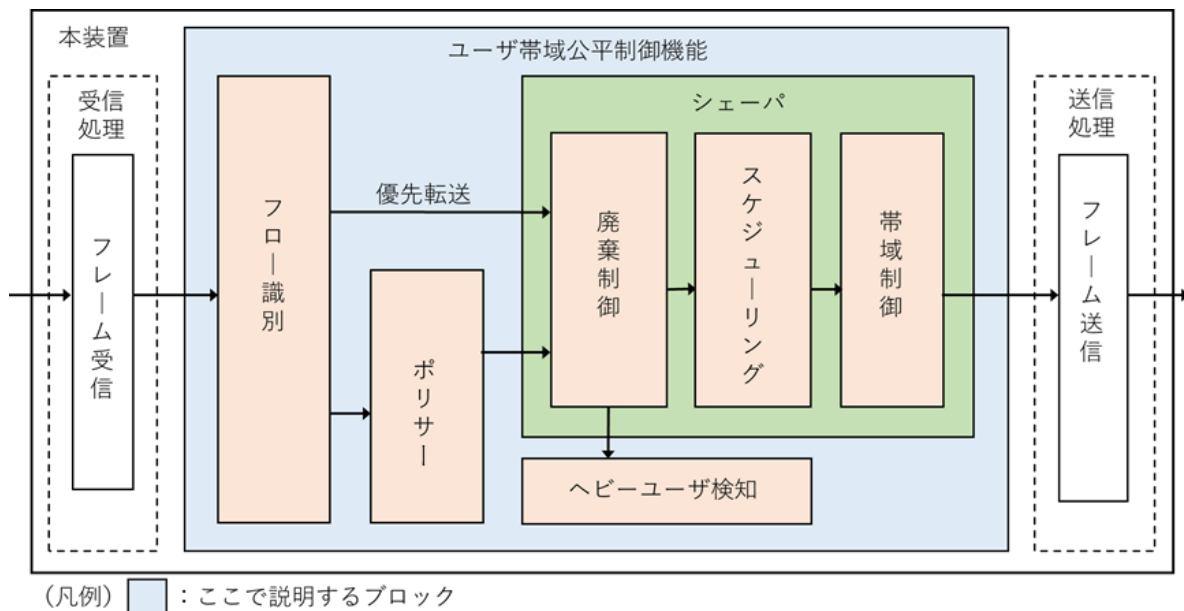 本装置
ユーザ帯域公平制御機能
受信
処理
フレーム受信
フロー識別
優先転送
ポリサー
シェーパ
廃棄制御
スケジューリング
帯域制御
ヘビーユーザ検知
送信
処理
フレーム送信
（凡例） ：ここで説明するブロック